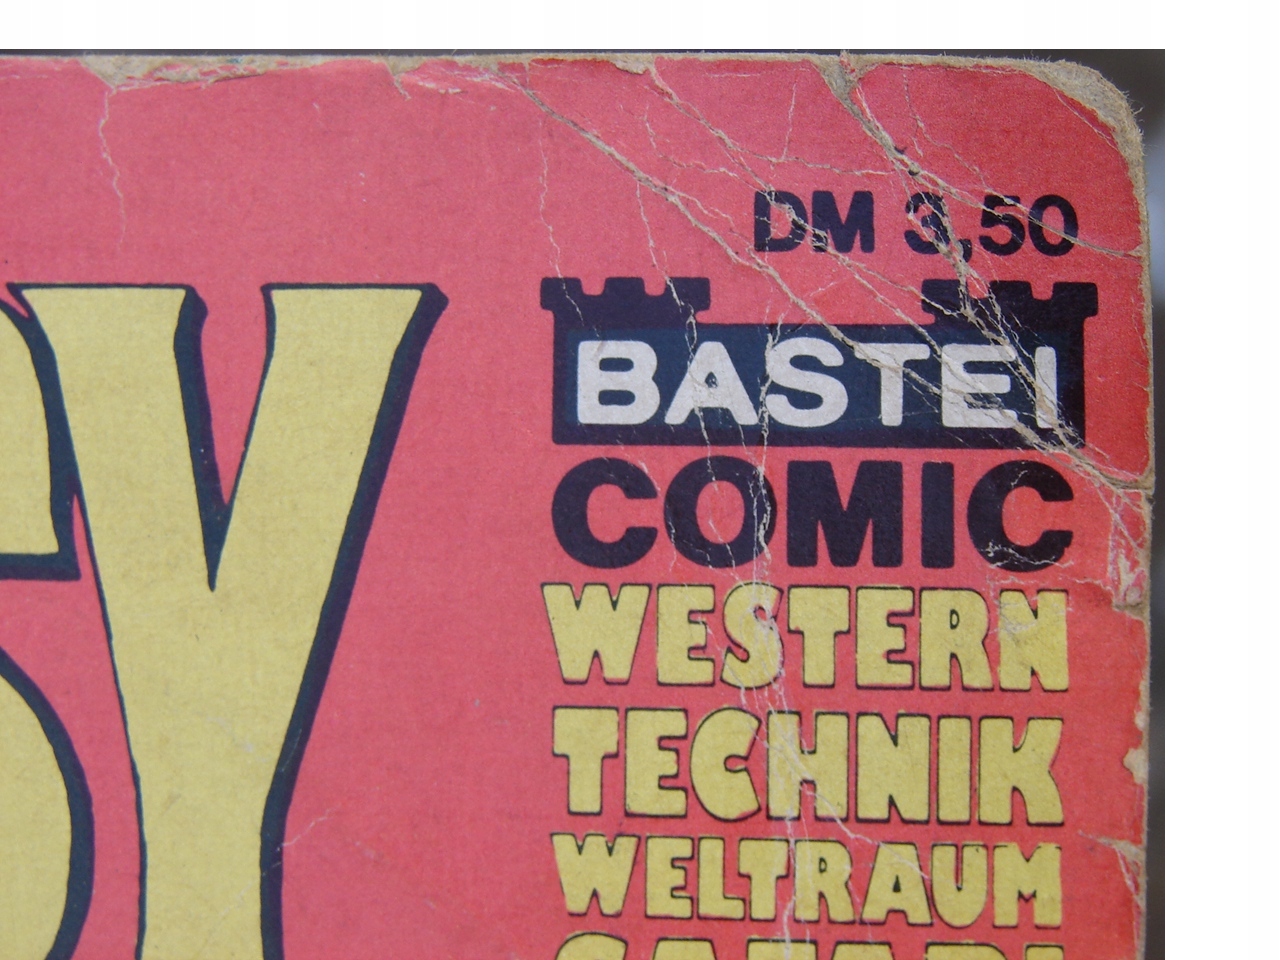 DM 3,50
BASTEI
COMIC
WESTERN
TECHNIK
WELTRAUM